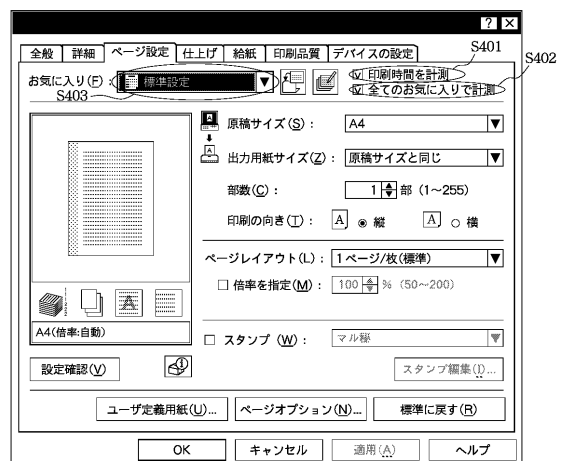 ? ×
全般 詳細 ページ設定 仕上げ 給紙 印刷品質 デバイスの設定
S401
S402
お気に入り(F) : 標準設定
印刷時間を計測
全てのお気に入りで計測
S403
原稿サイズ(S) : A4
出力用紙サイズ(Z) : 原稿サイズと同じ
部数(C) : 1 部 (1~255)
印刷の向き(T) : A 縦 A 横
ページレイアウト(L) : 1ページ/枚(標準)
倍率を指定(M) : 100 % (50~200)
A4(倍率:自動)
スタンプ (W) : マル秘
設定確認(V)
スタンプ編集(I)...
ユーザ定義用紙(U)... ページオプション(N)... 標準に戻す(R)
OK キャンセル 適用(A) ヘルプ